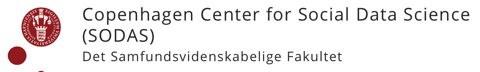 Copenhagen Center for Social Data Science
(SODAS)
Det Samfundsvidenskabelige Fakultet